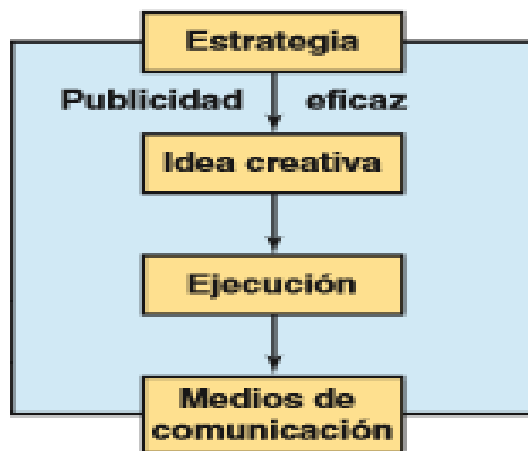 Estrategia
Publicidad eficaz
Idea creativa
Ejecución
Medios de
comunicación